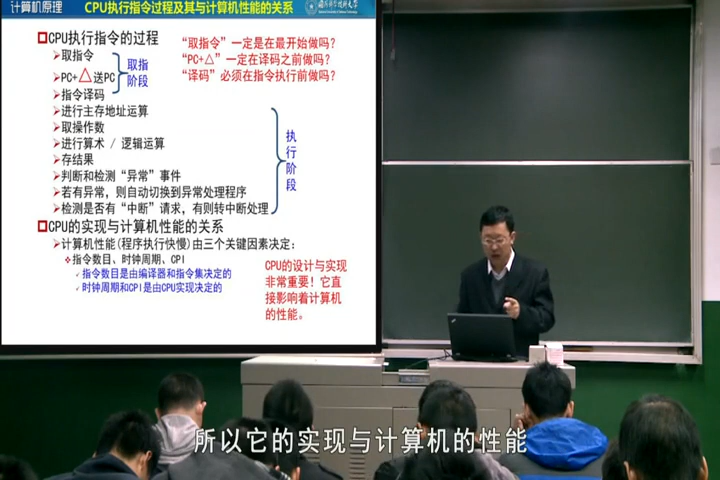 计算机原理
CPU执行指令过程及其与计算机性能的关系
国防科学技术大学
CPU执行指令的过程
取指令
PC+△送PC
指令译码
取指
阶段
“取指令”一定是在最开始做吗？
“PC+△”一定在译码之前做吗？
“译码”必须在指令执行前做吗？
进行主存地址运算
取操作数
进行算术 / 逻辑运算
存结果
判断和检测“异常”事件
若有异常，则自动切换到异常处理程序
检测是否有“中断”请求，有则转中断处理
执
行
阶
段
CPU的实现与计算机性能的关系
计算机性能(程序执行快慢)由三个关键因素决定：
指令数目、时钟周期、CPI
指令数目是由编译器和指令集决定的
时钟周期和CPI是由CPU实现决定的
CPU的设计与实现
非常重要！它直
接影响着计算机
的性能。
所以它的实现与计算机的性能